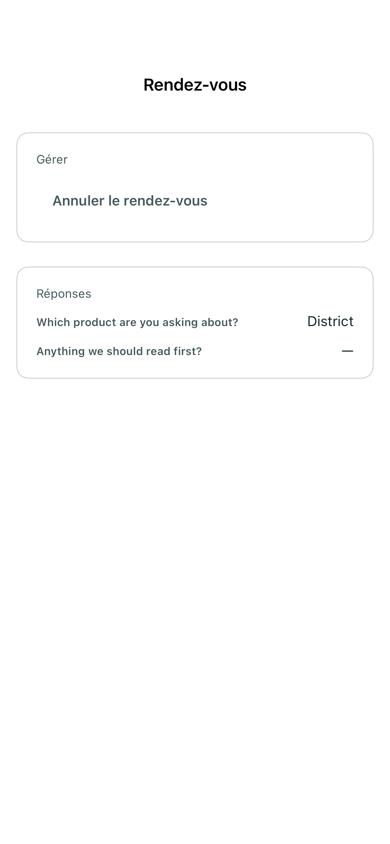 Rendez-vous
Gérer
Annuler le rendez-vous
Réponses
Which product are you asking about? District
Anything we should read first? —